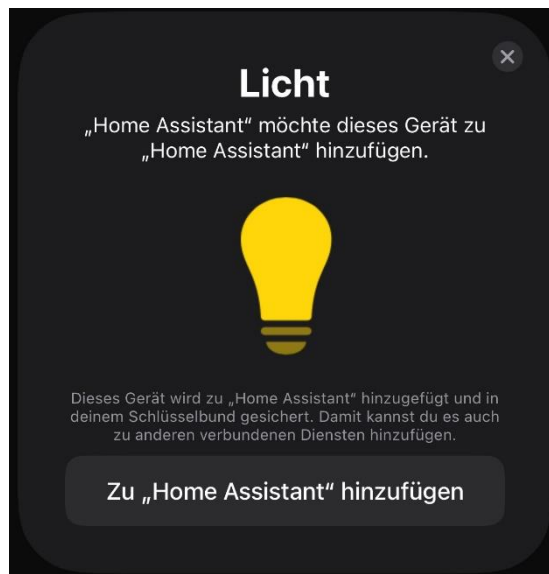 Licht
„Home Assistant“ möchte dieses Gerät zu
„Home Assistant“ hinzufügen.
Dieses Gerät wird zu „Home Assistant“ hinzugefügt und in
deinem Schlüsselbund gesichert. Damit kannst du es auch
zu anderen verbundenen Diensten hinzufügen.
Zu „Home Assistant“ hinzufügen